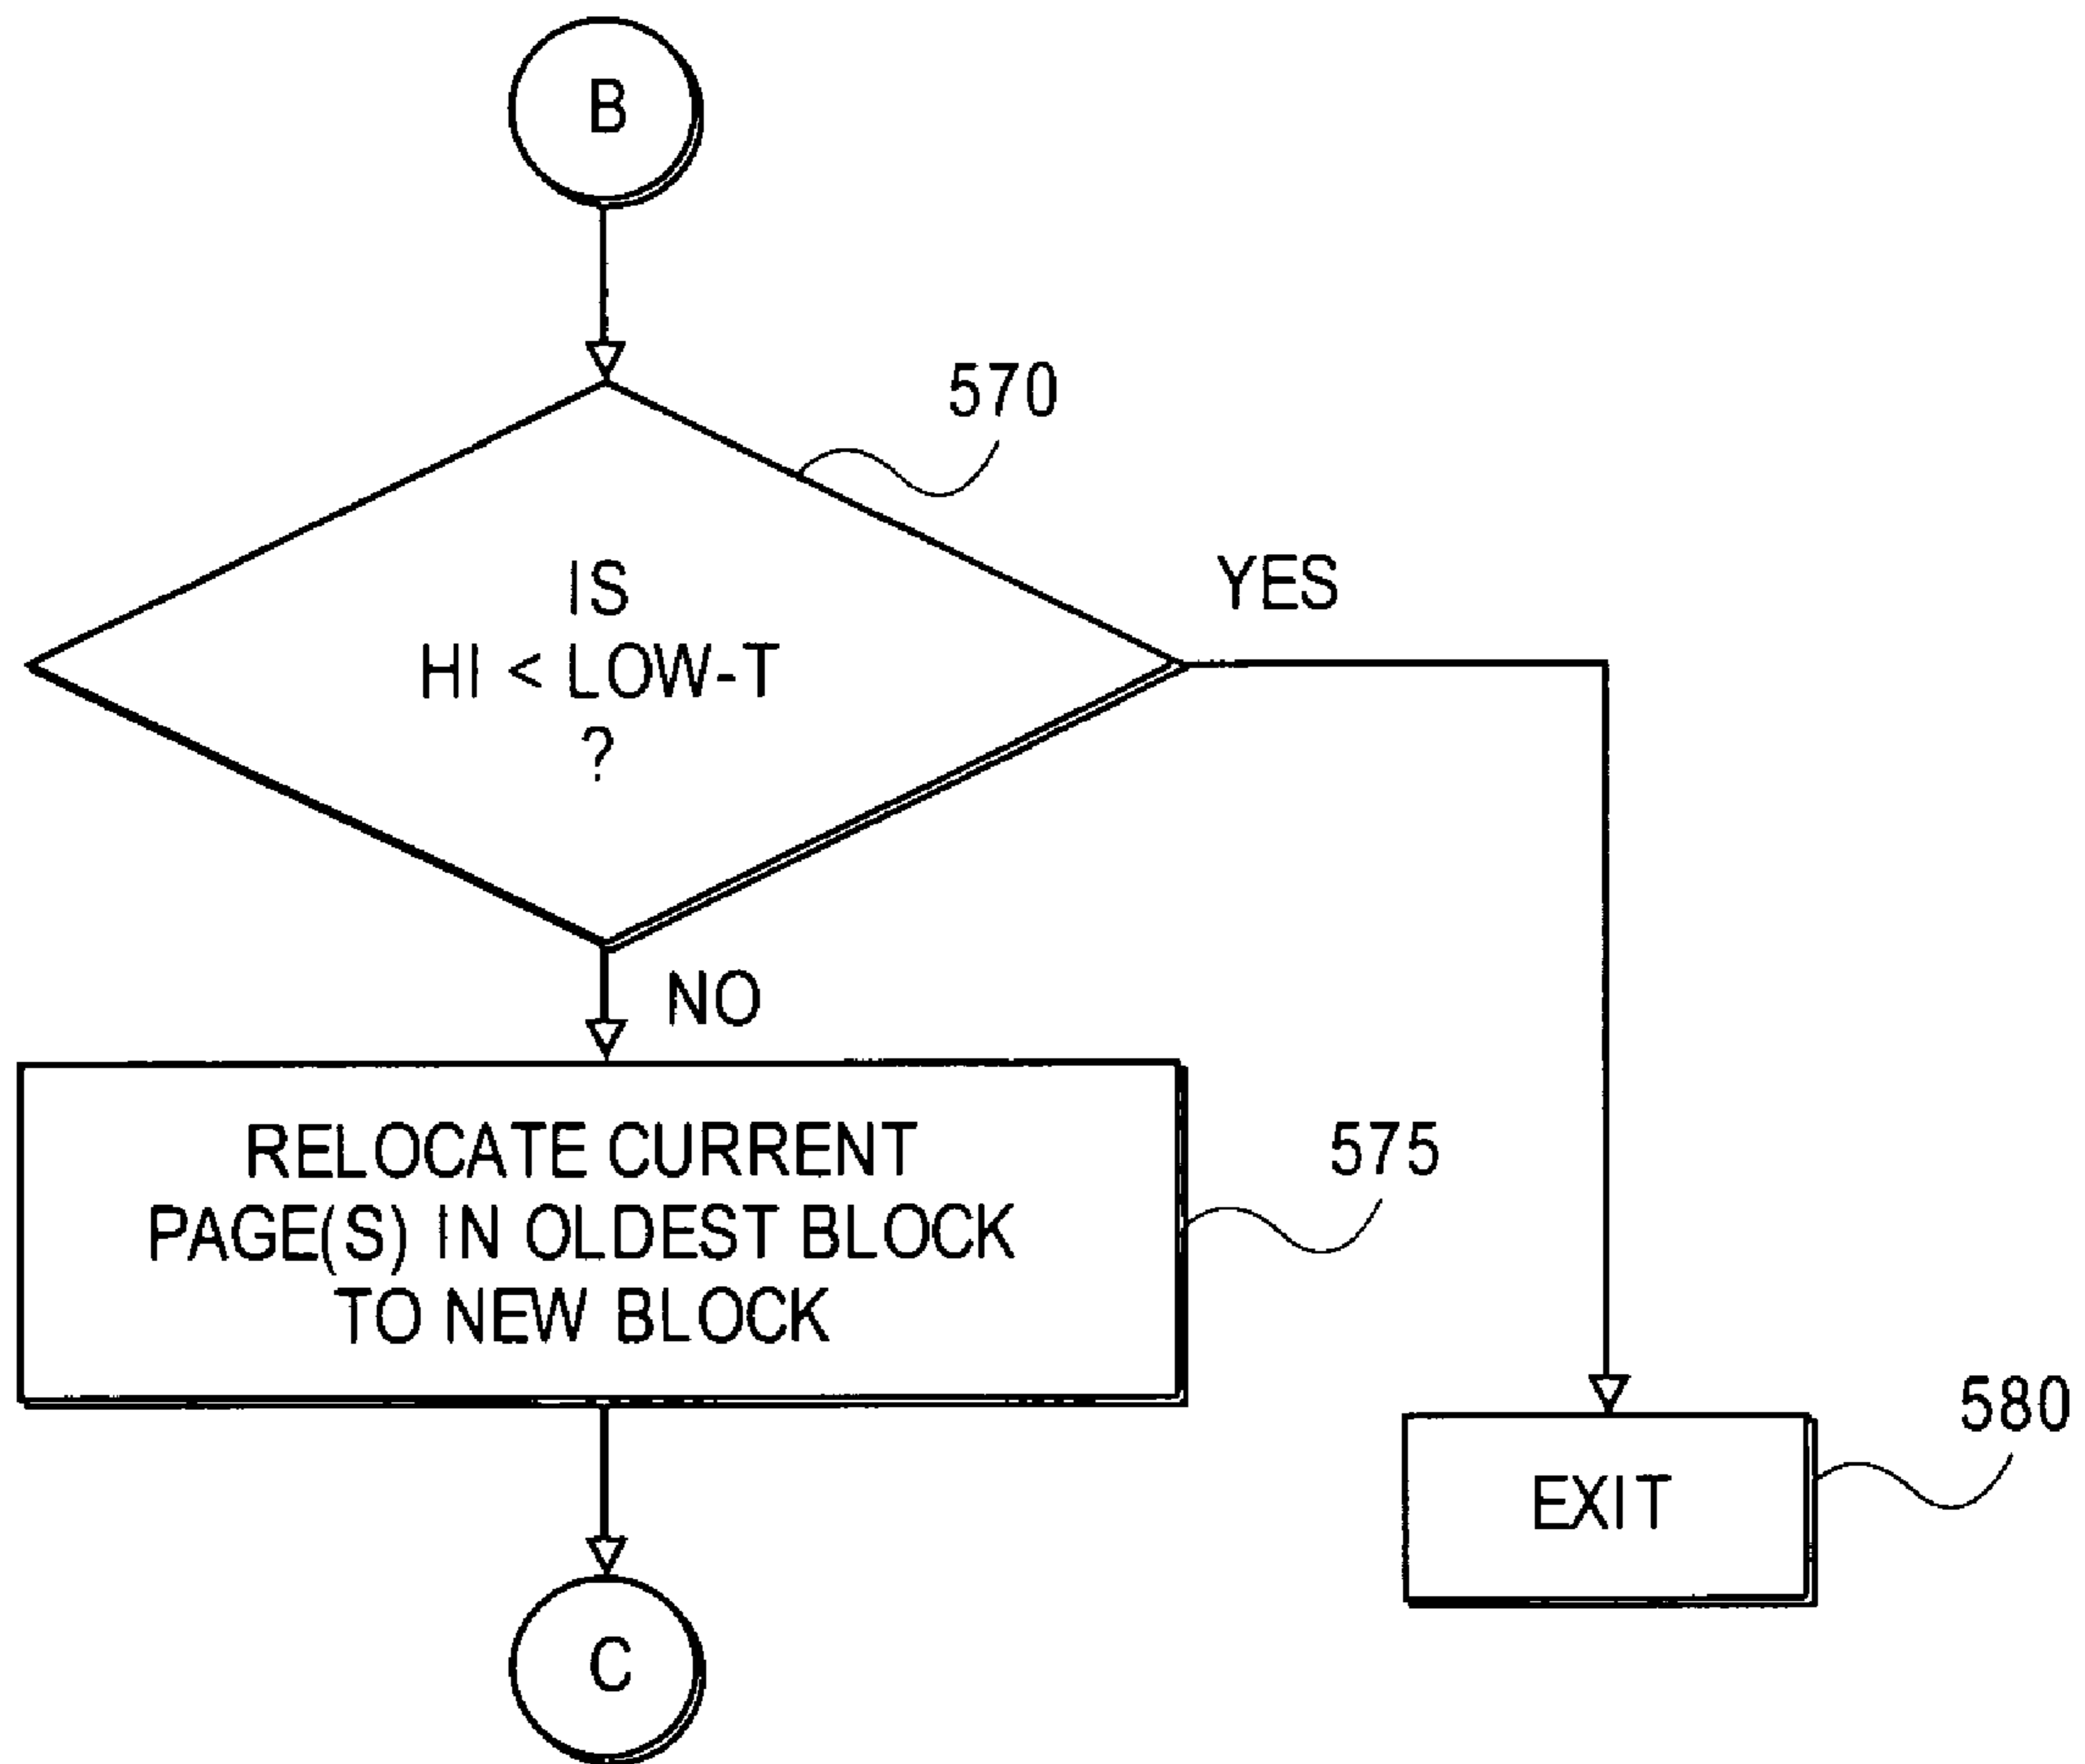 B
570
IS
HI < LOW-T
?
YES
NO
RELOCATE CURRENT
PAGE(S) IN OLDEST BLOCK
TO NEW BLOCK
575
580
EXIT
C